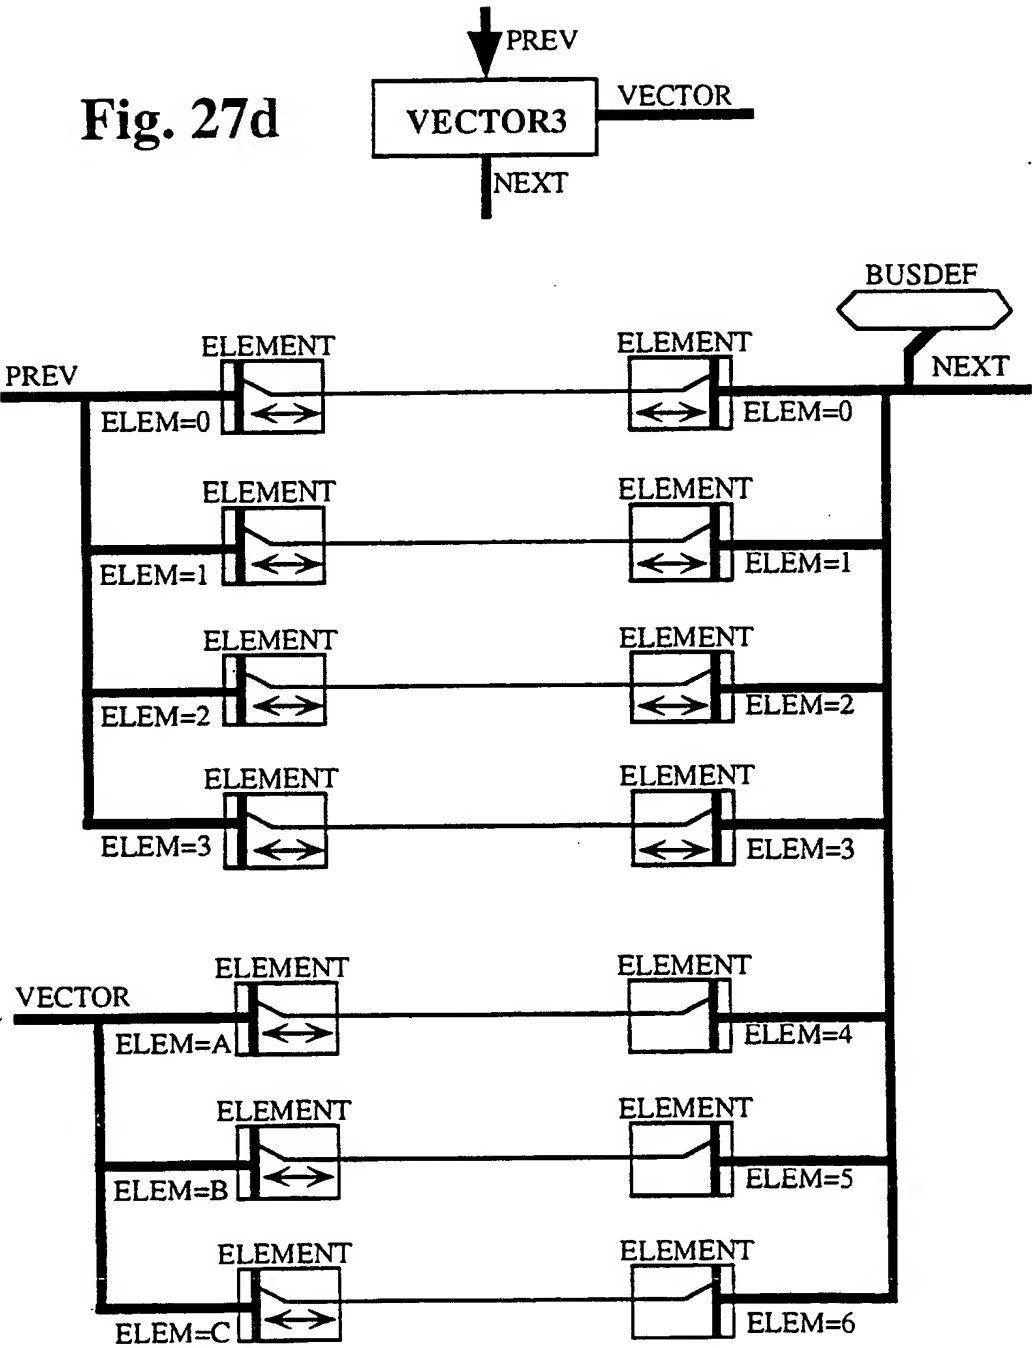 PREV
Fig. 27d
VECTOR3
VECTOR
NEXT
BUSDEF
ELEMENT ELEMENT
PREV NEXT
ELEM=0 ELEM=0
ELEMENT ELEMENT
ELEM=1 ELEM=1
ELEMENT ELEMENT
ELEM=2 ELEM=2
ELEMENT ELEMENT
ELEM=3 ELEM=3
ELEMENT ELEMENT
VECTOR
ELEM=A ELEM=4
ELEMENT ELEMENT
ELEM=B ELEM=5
ELEMENT ELEMENT
ELEM=C ELEM=6